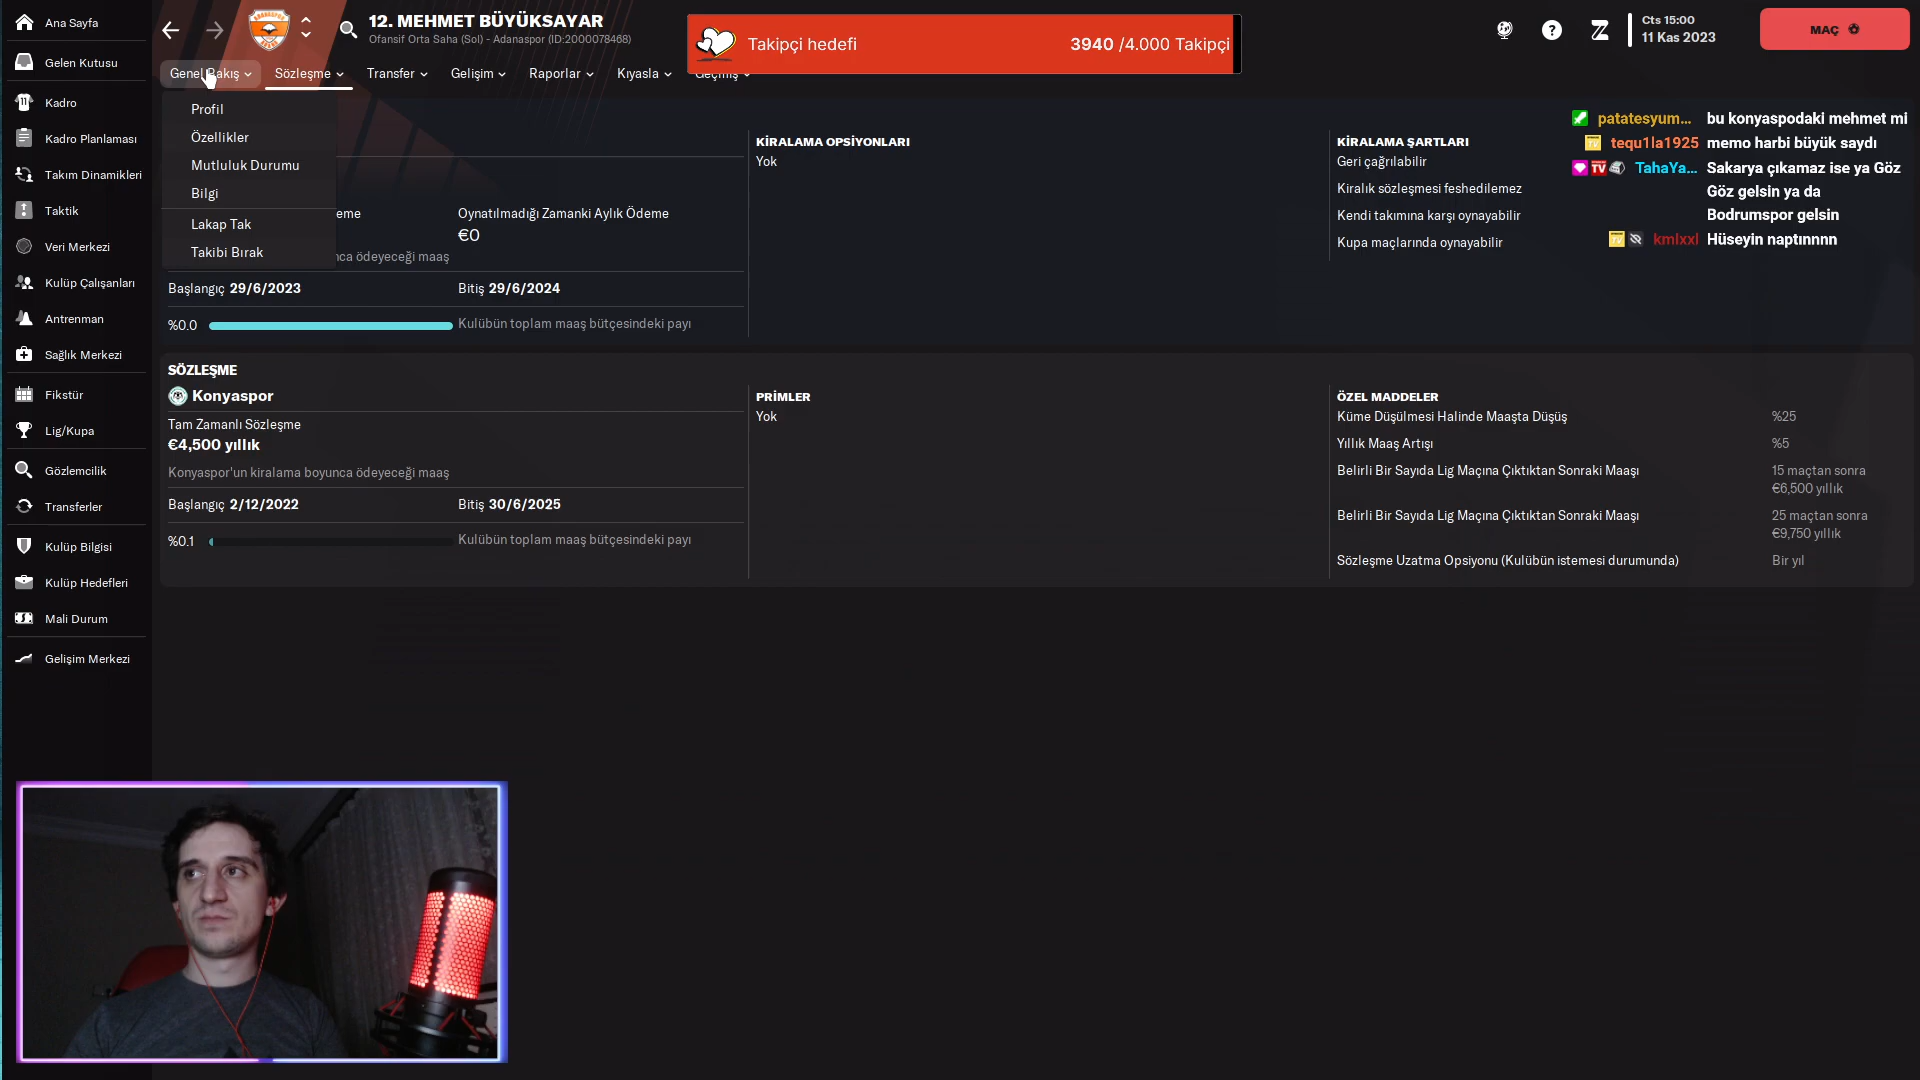 Ana Sayfa
Gelen Kutusu
Kadro
Kadro Planlaması
Takım Dinamikleri
Taktik
Veri Merkezi
Kulüp Çalışanları
Antrenman
Sağlık Merkezi
Fikstür
Lig/Kupa
Gözlemcilik
Transferler
Kulüp Bilgisi
Kulüp Hedefleri
Mali Durum
Gelişim Merkezi
12. MEHMET BÜYÜKSAYAR
Ofansif Orta Saha (Sol) - Adanaspor (ID:2000078468)
Takipçi hedefi 3940 /4.000 Takipçi
Cts 15:00
11 Kas 2023
MAÇ
Genel Bakış Sözleşme Transfer Gelişim Raporlar Kıyasla Geçmiş
Profil
Özellikler
Mutluluk Durumu
Bilgi
Lakap Tak
Takibi Bırak
eme Oynatılmadığı Zamanki Aylık Ödeme
€0
nca ödeyeceği maaş
Başlangıç 29/6/2023 Bitiş 29/6/2024
%0.0 Kulübün toplam maaş bütçesindeki payı
KİRALAMA OPSİYONLARI
Yok
KİRALAMA ŞARTLARI
Geri çağrılabilir
Kiralık sözleşmesi feshedilemez
Kendi takımına karşı oynayabilir
Kupa maçlarında oynayabilir
patatesyum... bu konyaspodaki mehmet mi
tequ1la1925 memo harbi büyük saydı
TahaYa... Sakarya çıkamaz ise ya Göz
Göz gelsin ya da
Bodrumspor gelsin
kmlxxl Hüseyin naptınnnn
SÖZLEŞME
Konyaspor
Tam Zamanlı Sözleşme
€4,500 yıllık
Konyaspor'un kiralama boyunca ödeyeceği maaş
Başlangıç 2/12/2022 Bitiş 30/6/2025
%0.1 Kulübün toplam maaş bütçesindeki payı
PRİMLER
Yok
ÖZEL MADDELER
Küme Düşülmesi Halinde Maaşta Düşüş %25
Yıllık Maaş Artışı %5
Belirli Bir Sayıda Lig Maçına Çıktıktan Sonraki Maaşı 15 maçtan sonra
€6,500 yıllık
Belirli Bir Sayıda Lig Maçına Çıktıktan Sonraki Maaşı 25 maçtan sonra
€9,750 yıllık
Sözleşme Uzatma Opsiyonu (Kulübün istemesi durumunda) Bir yıl